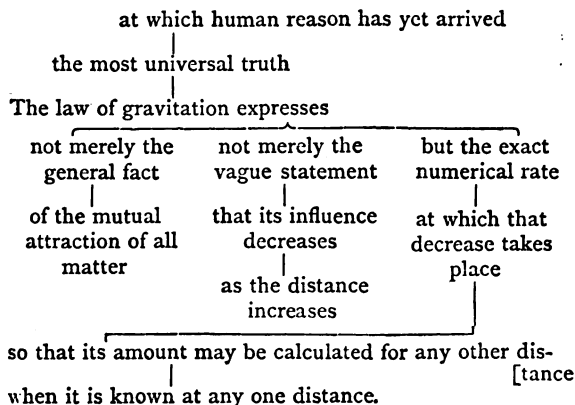 at which human reason has yet arrived
the most universal truth
The law of gravitation expresses
not merely the
general fact
of the mutual
attraction of all
matter
not merely the
vague statement
that its influence
decreases
as the distance
increases
but the exact
numerical rate
at which that
decrease takes
place
so that its amount may be calculated for any other dis-
[tance
when it is known at any one distance.